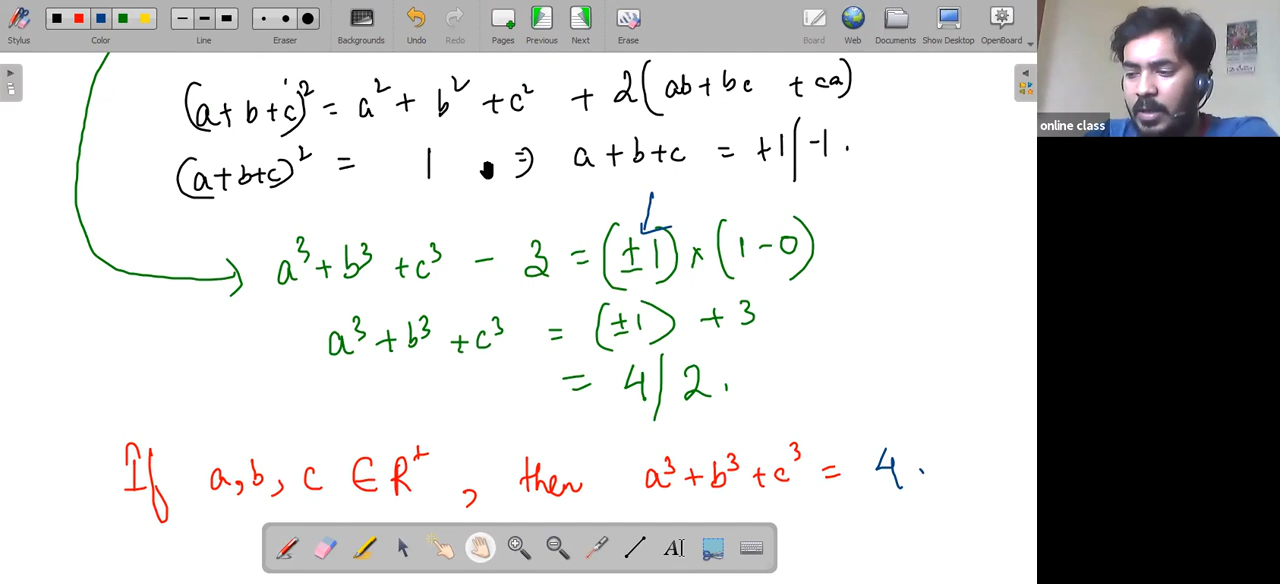 Stylus Color Line Eraser Backgrounds Undo Redo Pages Previous Next Erase Board Web Documents Show Desktop OpenBoard
(a+b+c)² = a² + b² + c² + 2(ab+bc + ca)
(a+b+c)² = 1 ⇒ a+b+c = +1/-1.
online class
a³+b³+c³ - 3 = (±1) × (1-0)
a³+b³+c³ = (±1) + 3
= 4/2.
If a,b,c ∈ R⁺, then a³+b³+c³ = 4.
AI